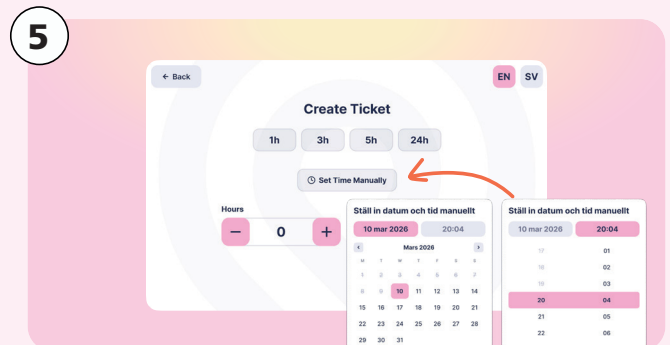 5
← Back
EN SV
Create Ticket
1h 3h 5h 24h
Set Time Manually
Hours
− 0 +
Ställ in datum och tid manuellt
10 mar 2026 20:04
‹ Mars 2026 ›
M T W T F S S
1 2 3 4 5 6 7
8 9 10 11 12 13 14
15 16 17 18 19 20 21
22 23 24 25 26 27 28
29 30 31
Ställ in datum och tid manuellt
10 mar 2026 20:04
17 01
18 02
19 03
20 04
21 05
22 06